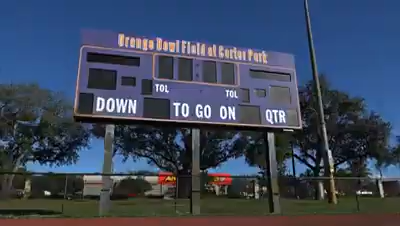 Orange Bowl Field at Carter Park
TOL TOL
DOWN TO GO ON QTR